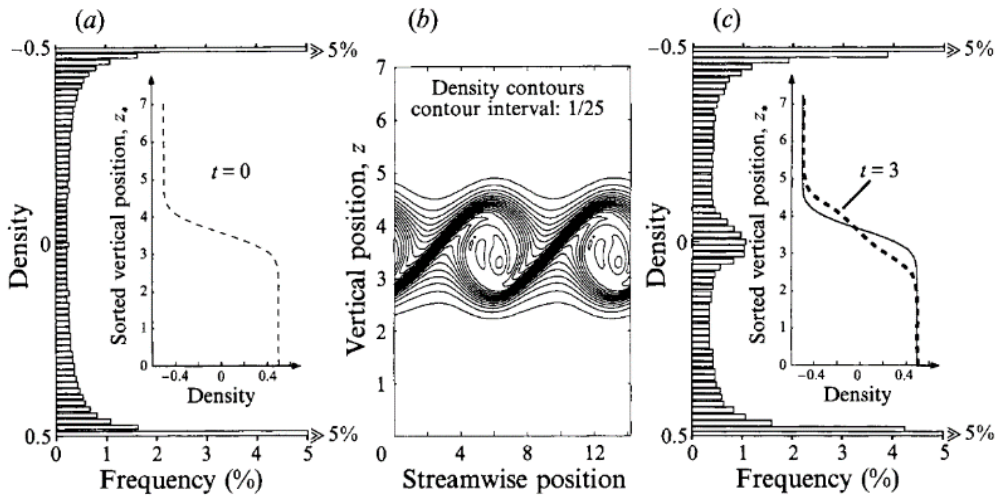 (a)
-0.5
0
0.5
Density
0 1 2 3 4 5
Frequency (%)
⩾ 5%
⩾ 5%
7
6
5
4
3
2
1
0
Sorted vertical position, z*
t = 0
-0.4 0 0.4
Density
(b)
7
6
5
4
3
2
1
0
Vertical position, z
Density contours
contour interval: 1/25
0 4 8 12
Streamwise position
(c)
-0.5
0
0.5
Density
0 1 2 3 4 5
Frequency (%)
⩾ 5%
⩾ 5%
7
6
5
4
3
2
1
0
Sorted vertical position, z*
t = 3
-0.4 0 0.4
Density